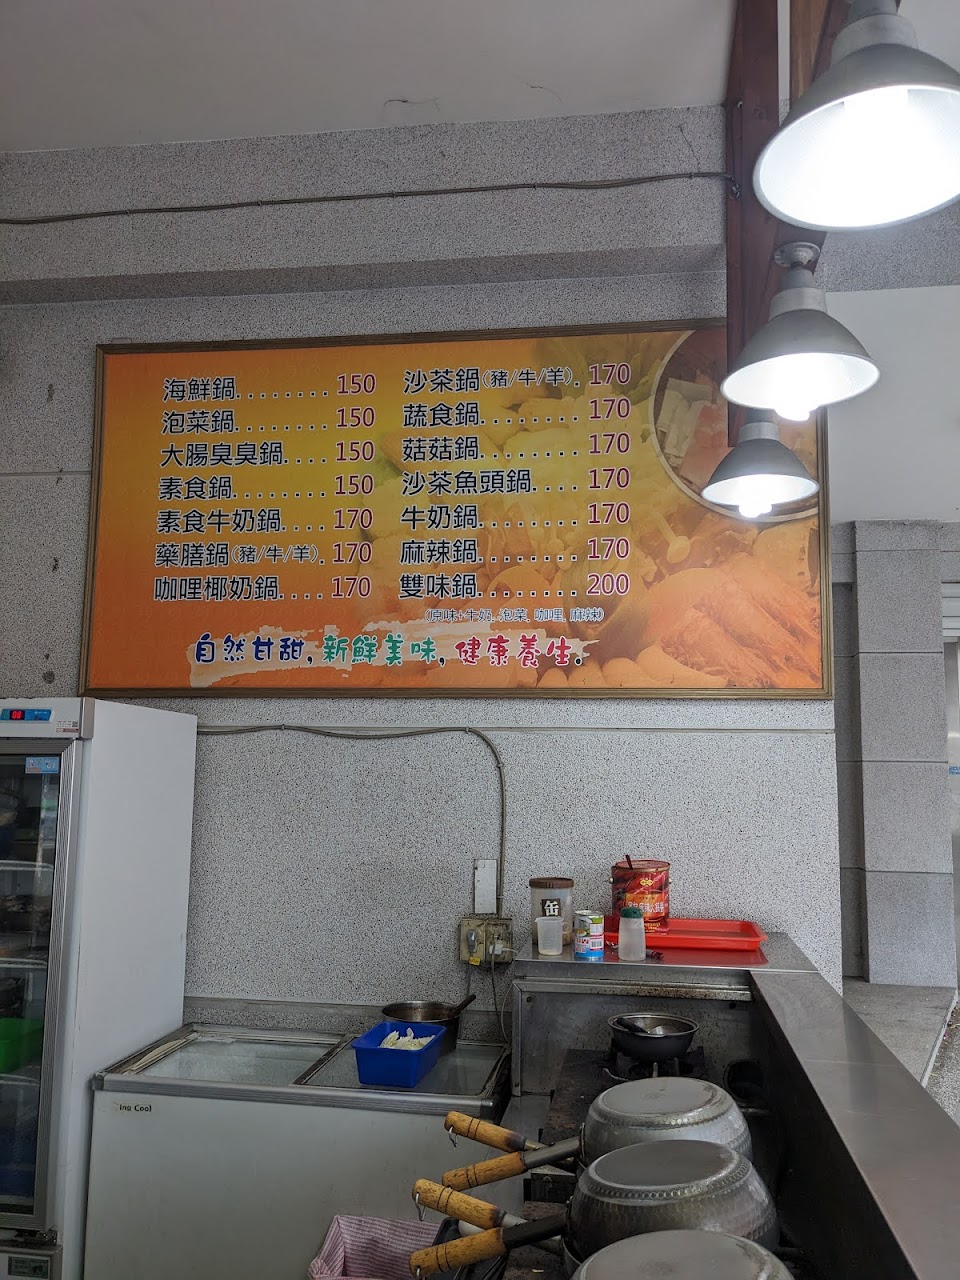 海鮮鍋........150
泡菜鍋........150
大腸臭臭鍋....150
素食鍋........150
素食牛奶鍋....170
藥膳鍋(豬/牛/羊).170
咖哩椰奶鍋....170
沙茶鍋(豬/牛/羊).170
蔬食鍋........170
菇菇鍋........170
沙茶魚頭鍋....170
牛奶鍋........170
麻辣鍋........170
雙味鍋........200
(原味+牛奶.泡菜.咖哩.麻辣)
自然甘甜,新鮮美味,健康養生.
缶
Cool